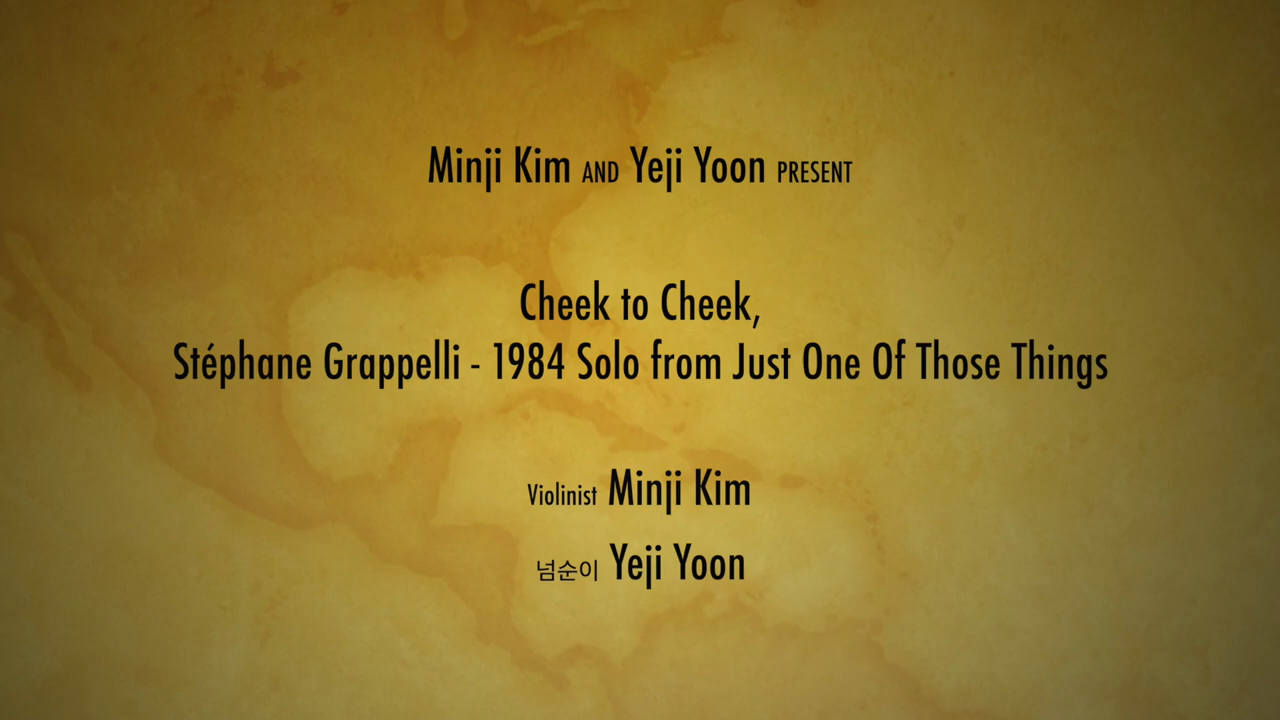 Minji Kim AND Yeji Yoon PRESENT
Cheek to Cheek,
Stéphane Grappelli - 1984 Solo from Just One Of Those Things
Violinist Minji Kim
넘순이 Yeji Yoon